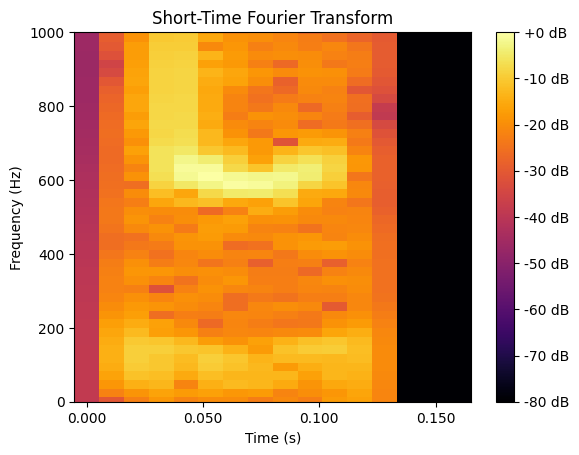 Short-Time Fourier Transform
Frequency (Hz)
1000
800
600
400
200
0
0.000
0.050
0.100
0.150
Time (s)
+0 dB
-10 dB
-20 dB
-30 dB
-40 dB
-50 dB
-60 dB
-70 dB
-80 dB